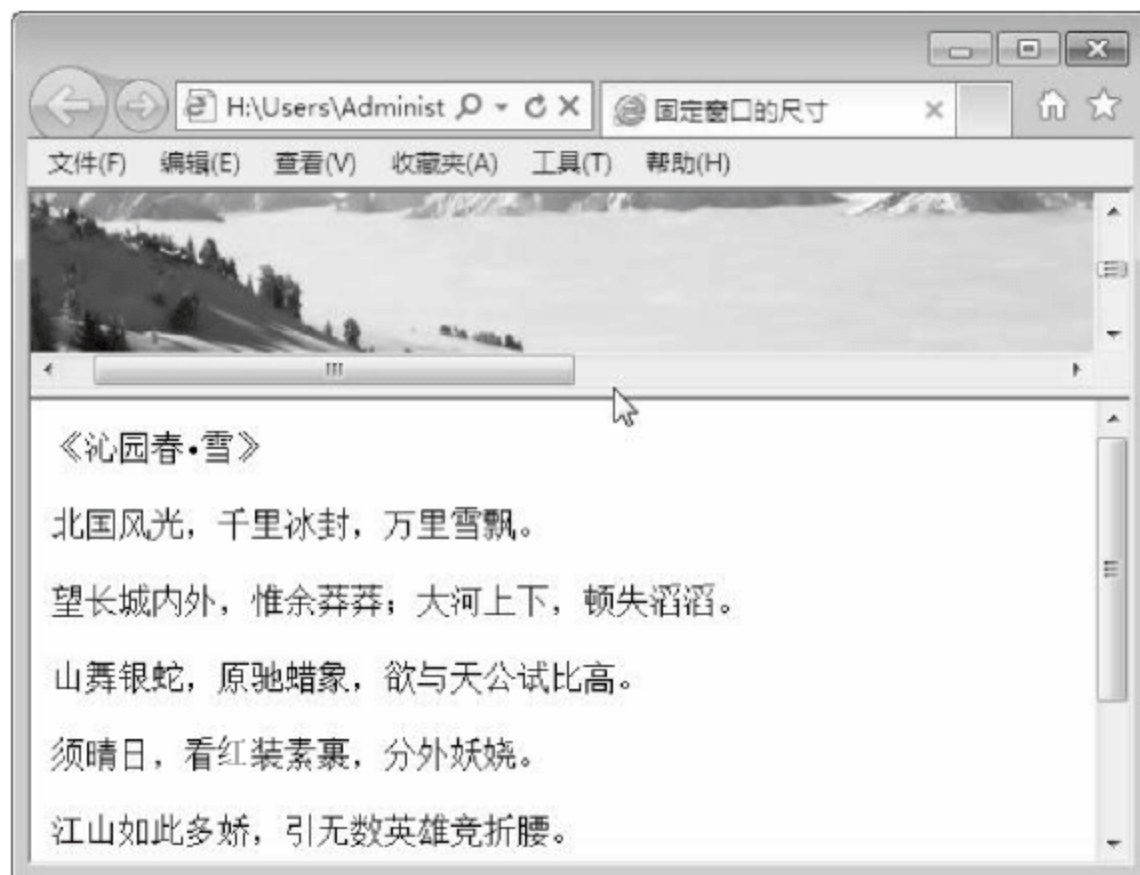 H:\Users\Administ
固定窗口的尺寸
文件(F) 编辑(E) 查看(V) 收藏夹(A) 工具(T) 帮助(H)
《沁园春•雪》
北国风光，千里冰封，万里雪飘。
望长城内外，惟余莽莽；大河上下，顿失滔滔。
山舞银蛇，原驰蜡象，欲与天公试比高。
须晴日，看红装素裹，分外妖娆。
江山如此多娇，引无数英雄竞折腰。